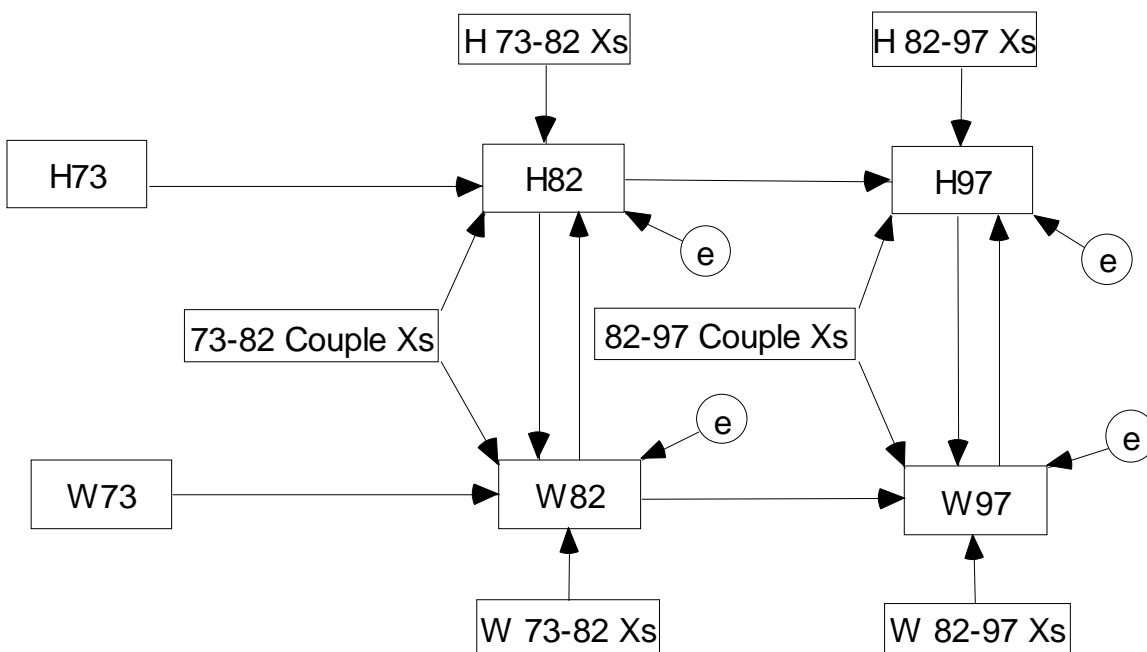 H 73-82 Xs
H 82-97 Xs
H73
H82
H97
e
e
73-82 Couple Xs
82-97 Couple Xs
e
e
W73
W82
W97
W 73-82 Xs
W 82-97 Xs